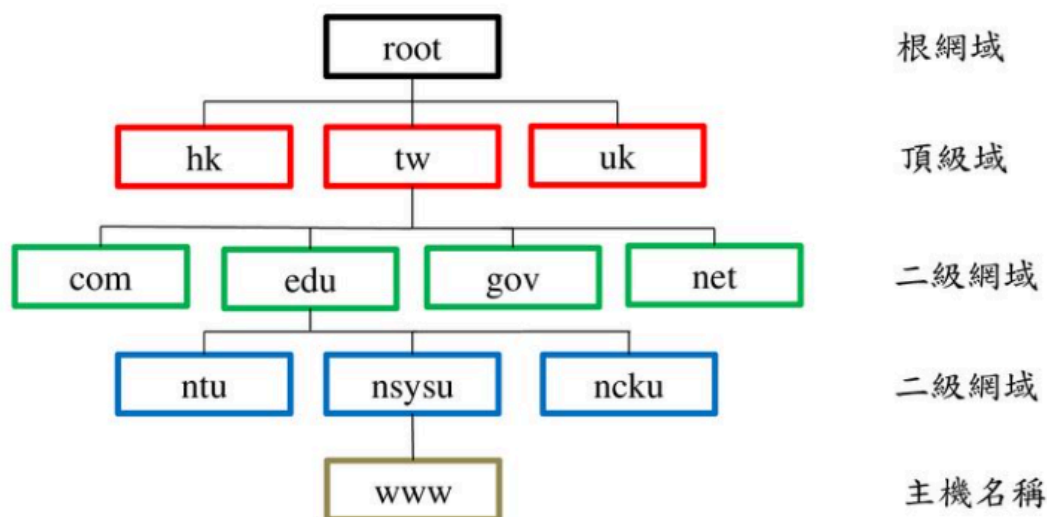 root 根網域
hk tw uk 頂級域
com edu gov net 二級網域
ntu nsysu ncku 二級網域
www 主機名稱